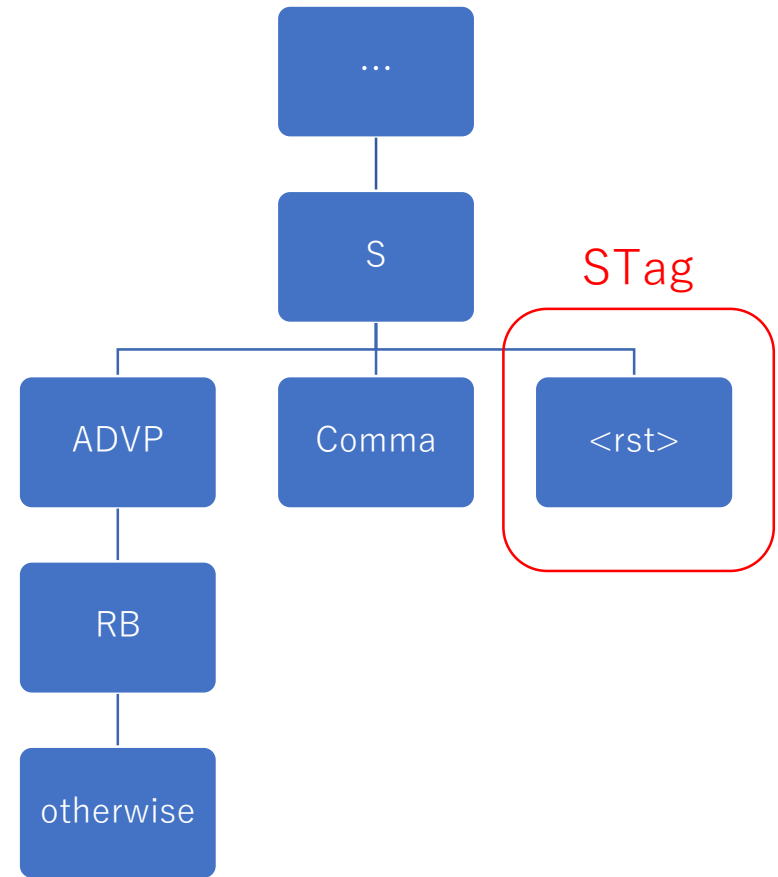 …
S
STag
ADVP
Comma
<rst>
RB
otherwise